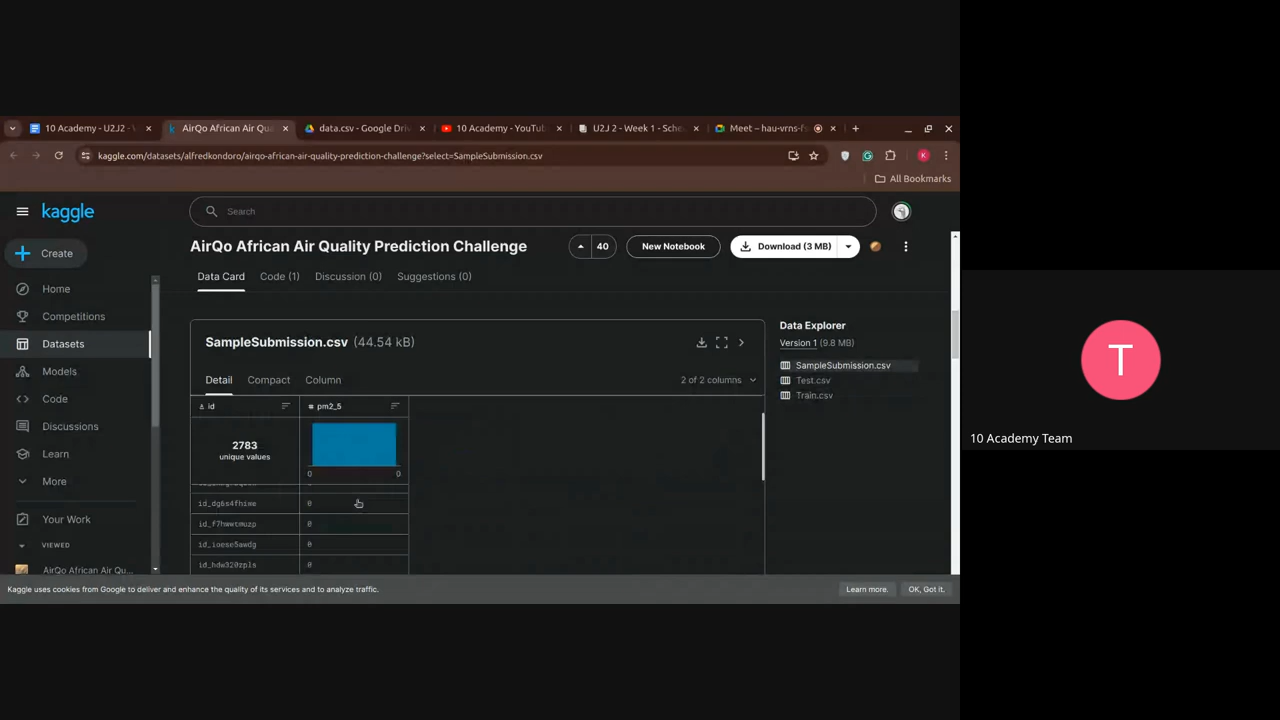 10 Academy - U2J2 -
AirQo African Air Qu
data.csv - Google Driv
10 Academy - YouTub
U2J 2 - Week 1 - Sche
Meet – hau-vrns-fs
kaggle.com/datasets/alfredkondoro/airqo-african-air-quality-prediction-challenge?select=SampleSubmission.csv
All Bookmarks
kaggle
Search
AirQo African Air Quality Prediction Challenge
40
New Notebook
Download (3 MB)
Create
Data Card
Code (1)
Discussion (0)
Suggestions (0)
Home
Competitions
Datasets
Models
Code
Discussions
Learn
More
Your Work
VIEWED
AirQo African Air Qu...
SampleSubmission.csv (44.54 kB)
Detail
Compact
Column
2 of 2 columns
id
# pm2_5
2783
unique values
0
0
id_dg6s4fhiwe
0
id_f7hwwtmuzp
0
id_ioese5awdg
0
id_hdw320zpls
0
Data Explorer
Version 1 (9.8 MB)
SampleSubmission.csv
Test.csv
Train.csv
Kaggle uses cookies from Google to deliver and enhance the quality of its services and to analyze traffic.
Learn more.
OK, Got it.
K
T
10 Academy Team